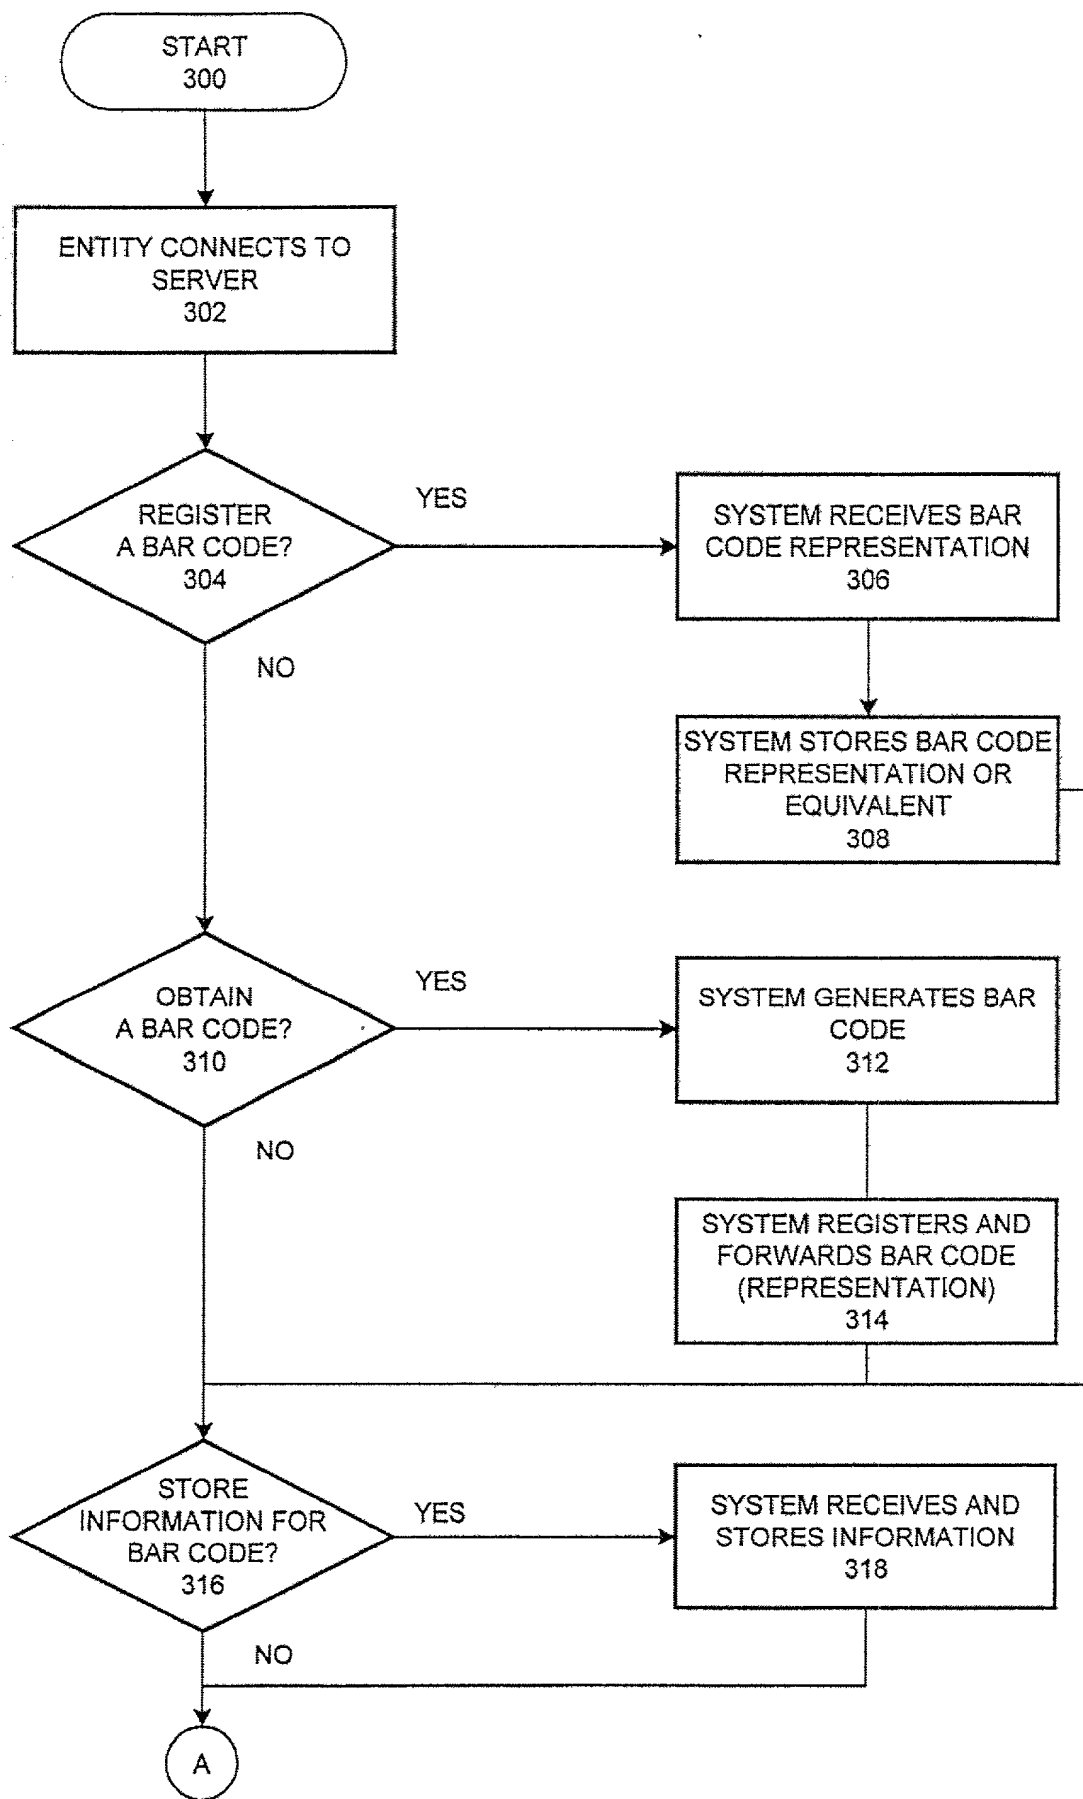 START
300
ENTITY CONNECTS TO
SERVER
302
REGISTER
A BAR CODE?
304
YES
SYSTEM RECEIVES BAR
CODE REPRESENTATION
306
NO
SYSTEM STORES BAR CODE
REPRESENTATION OR
EQUIVALENT
308
OBTAIN
A BAR CODE?
310
YES
SYSTEM GENERATES BAR
CODE
312
NO
SYSTEM REGISTERS AND
FORWARDS BAR CODE
(REPRESENTATION)
314
STORE
INFORMATION FOR
BAR CODE?
316
YES
SYSTEM RECEIVES AND
STORES INFORMATION
318
NO
A